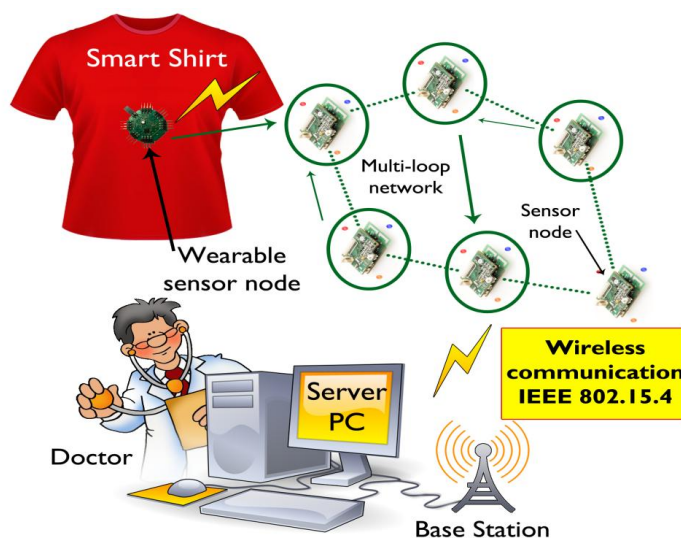 Smart Shirt
Multi-loop
network
Sensor
node
Wearable
sensor node
Wireless
communication
IEEE 802.15.4
Server
PC
Doctor
Base Station